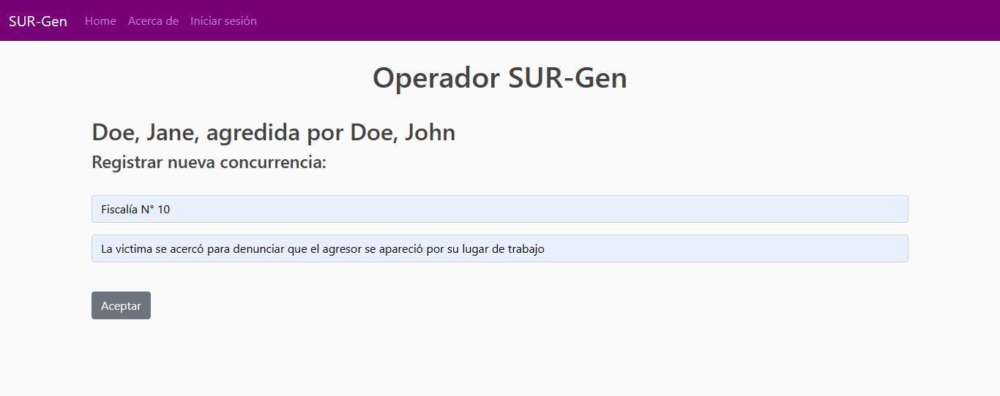 SUR-Gen Home Acerca de Iniciar sesión
Operador SUR-Gen
Doe, Jane, agredida por Doe, John
Registrar nueva concurrencia:
Fiscalía N° 10
La victima se acercó para denunciar que el agresor se apareció por su lugar de trabajo
Aceptar